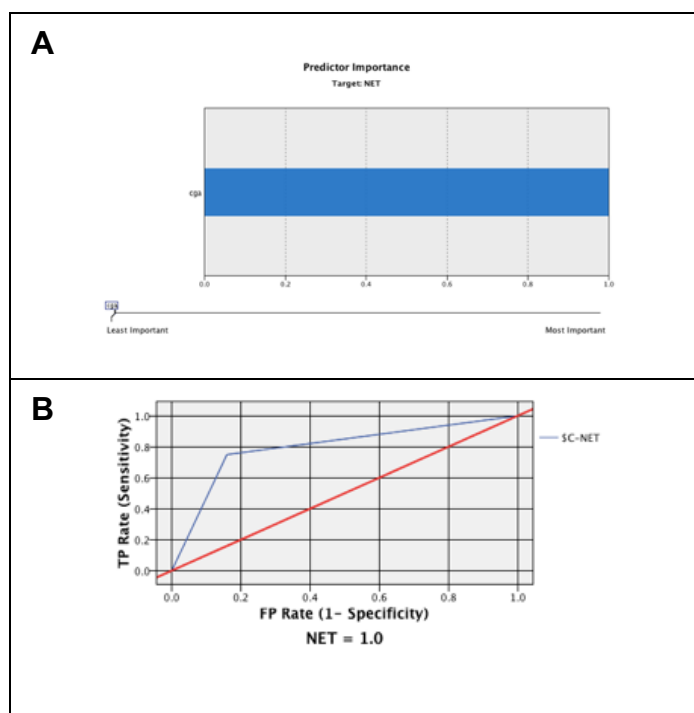 A
Predictor Importance
Target: NET
cga
0.0 0.2 0.4 0.6 0.8 1.0
Least Important Most Important
B
TP Rate (Sensitivity)
1.0
0.8
0.6
0.4
0.2
0.0
$C-NET
0.0 0.2 0.4 0.6 0.8 1.0
FP Rate (1- Specificity)
NET = 1.0